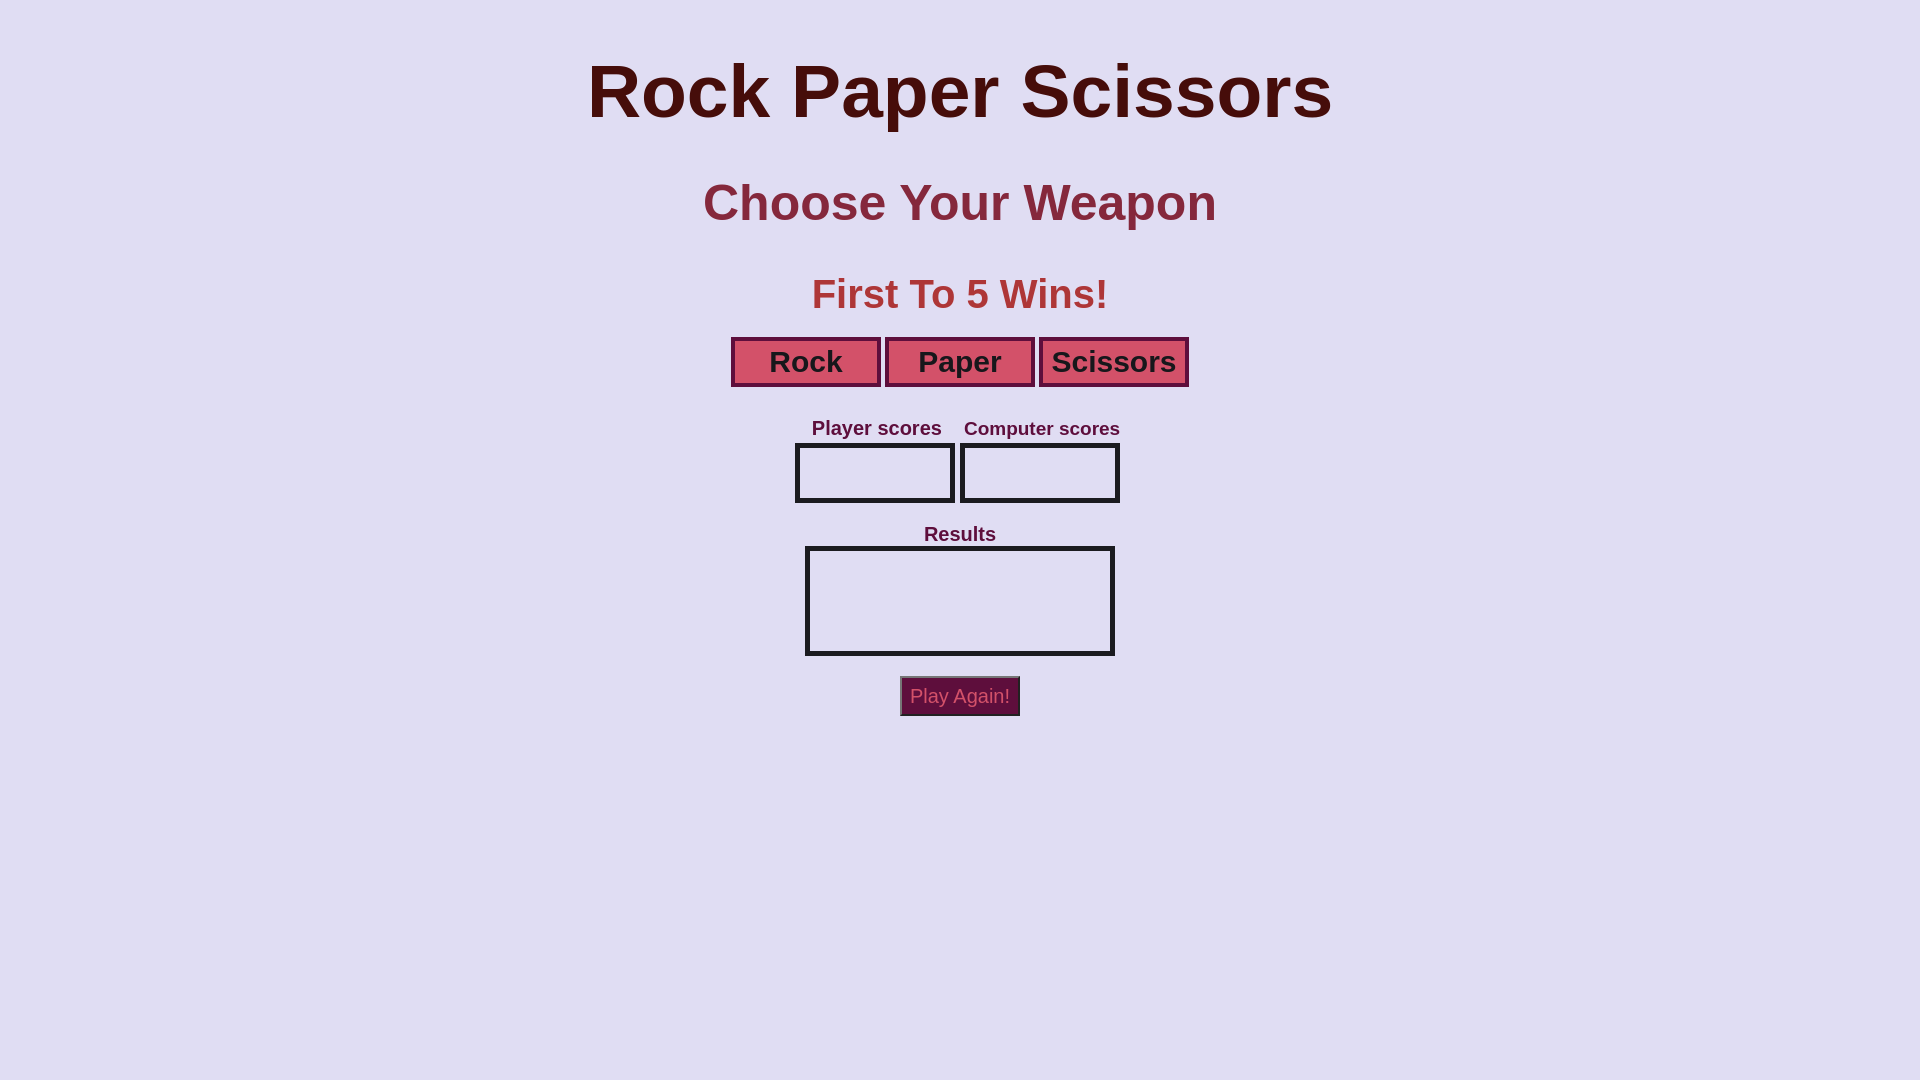 Rock Paper Scissors
Choose Your Weapon
First To 5 Wins!
Rock Paper Scissors
Player scores Computer scores
Results
Play Again!